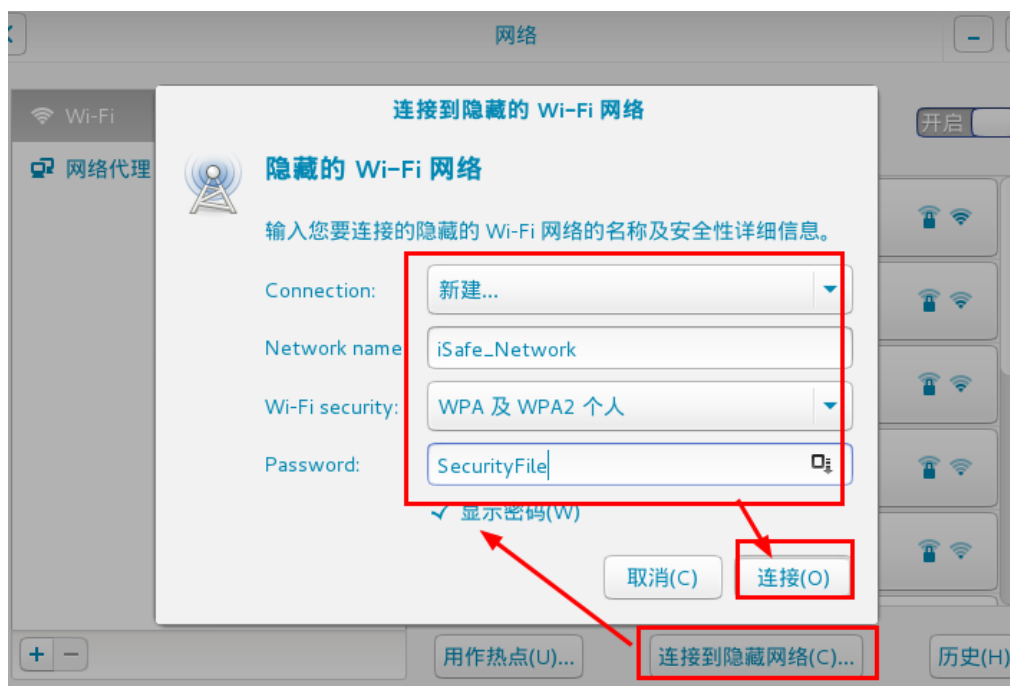 网络
Wi-Fi
开启
网络代理
连接到隐藏的 Wi-Fi 网络
隐藏的 Wi-Fi 网络
输入您要连接的隐藏的 Wi-Fi 网络的名称及安全性详细信息。
Connection: 新建...
Network name iSafe_Network
Wi-Fi security: WPA 及 WPA2 个人
Password: SecurityFile
显示密码(W)
取消(C) 连接(O)
用作热点(U)... 连接到隐藏网络(C)... 历史(H)